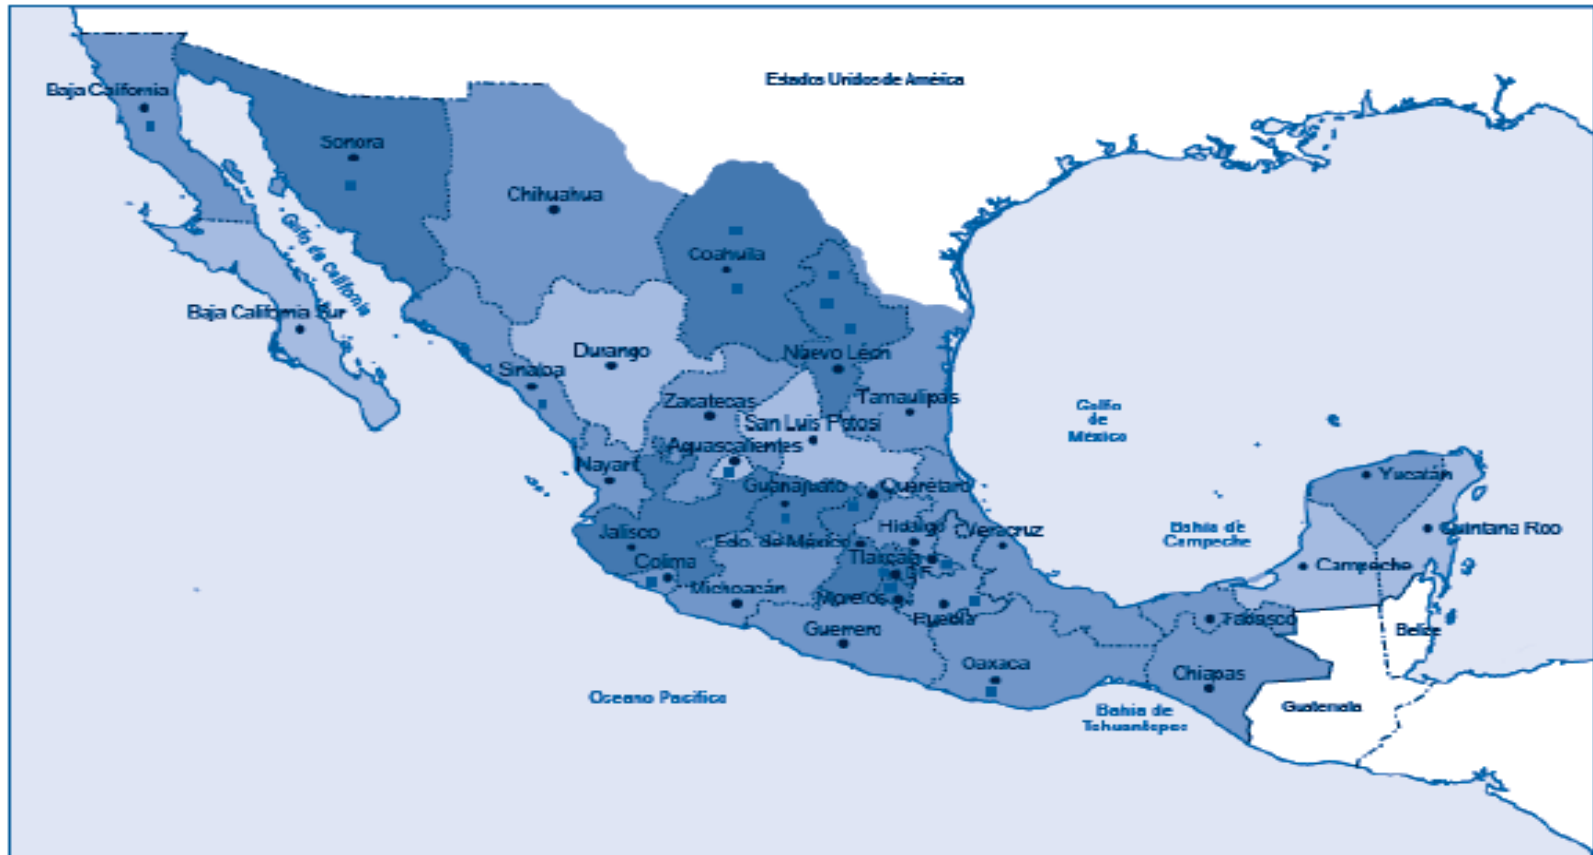 Estados Unidos de América
Baja California
Sonora
Chihuahua
Golfo de California
Coahuila
Baja California Sur
Durango
Nuevo León
Sinaloa
Zacatecas
Tamaulipas
San Luis Potosí
Golfo
de
México
Aguascalientes
Nayarit
Guanajuato
Querétaro
Yucatán
Jalisco
Edo. de México
Hidalgo
Veracruz
Bahía de
Campeche
Quintana Roo
Colima
Tlaxcala
Campeche
Michoacán
Morelos
Puebla
Tabasco
Guerrero
Belice
Oaxaca
Chiapas
Oceano Pacífico
Bahía de
Tehuantepec
Guatemala